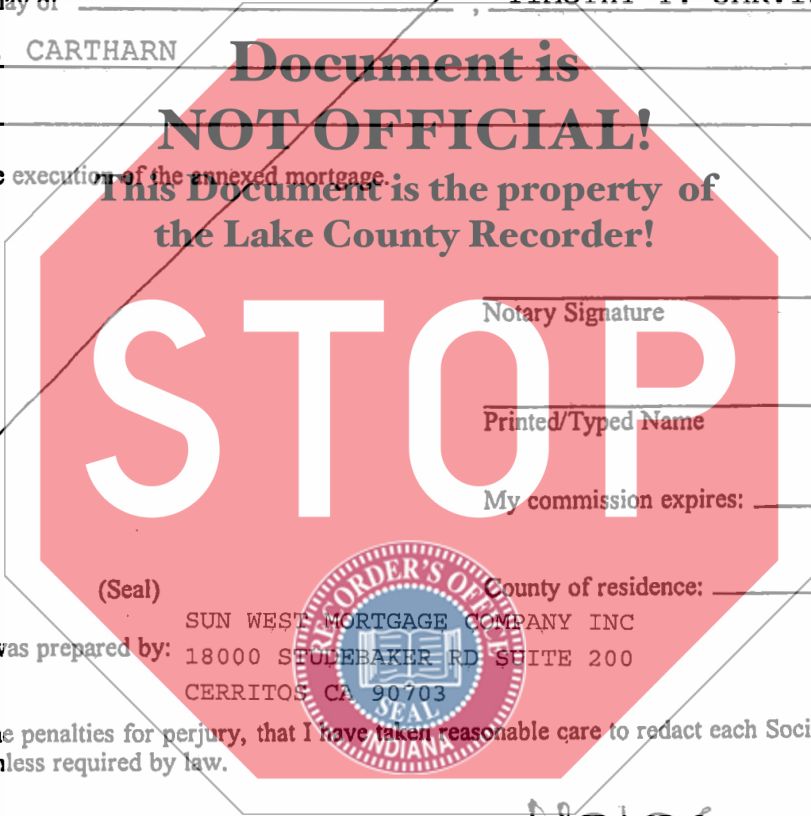 CARTHARN
Document is
NOT OFFICIAL!
execution of the annexed mortgage.
This Document is the property of
the Lake County Recorder!
STOP
Notary Signature
Printed/Typed Name
My commission expires:
(Seal)
County of residence:
SUN WEST MORTGAGE COMPANY INC
was prepared by: 18000 STUDEBAKER RD SUITE 200
CERRITOS CA 90703
RECORDER'S OFFICE
SEAL
INDIANA
penalties for perjury, that I have taken reasonable care to redact each Soci
nless required by law.